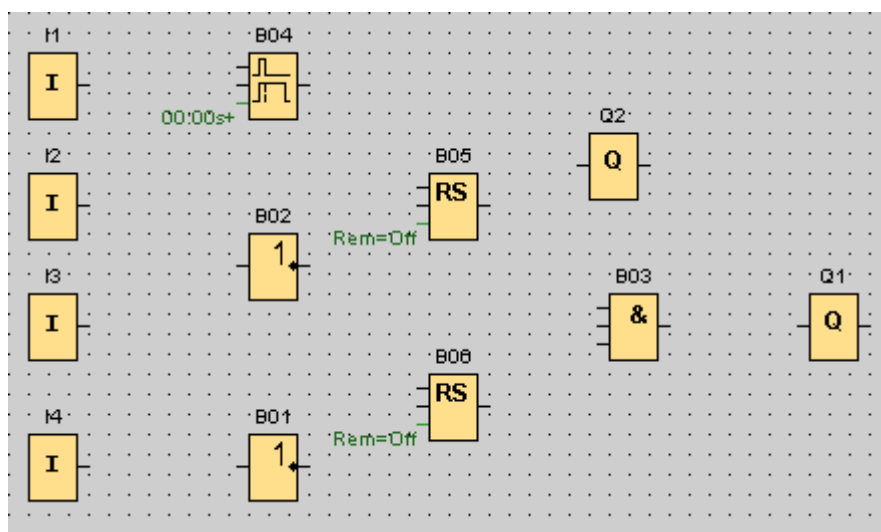 I1
B04
I
00:00s+
Q2
Q
I2
B05
I
RS
B02
Rem=Off
1
I3
B03
Q1
I
&
Q
B06
RS
I4
B01
Rem=Off
I
1